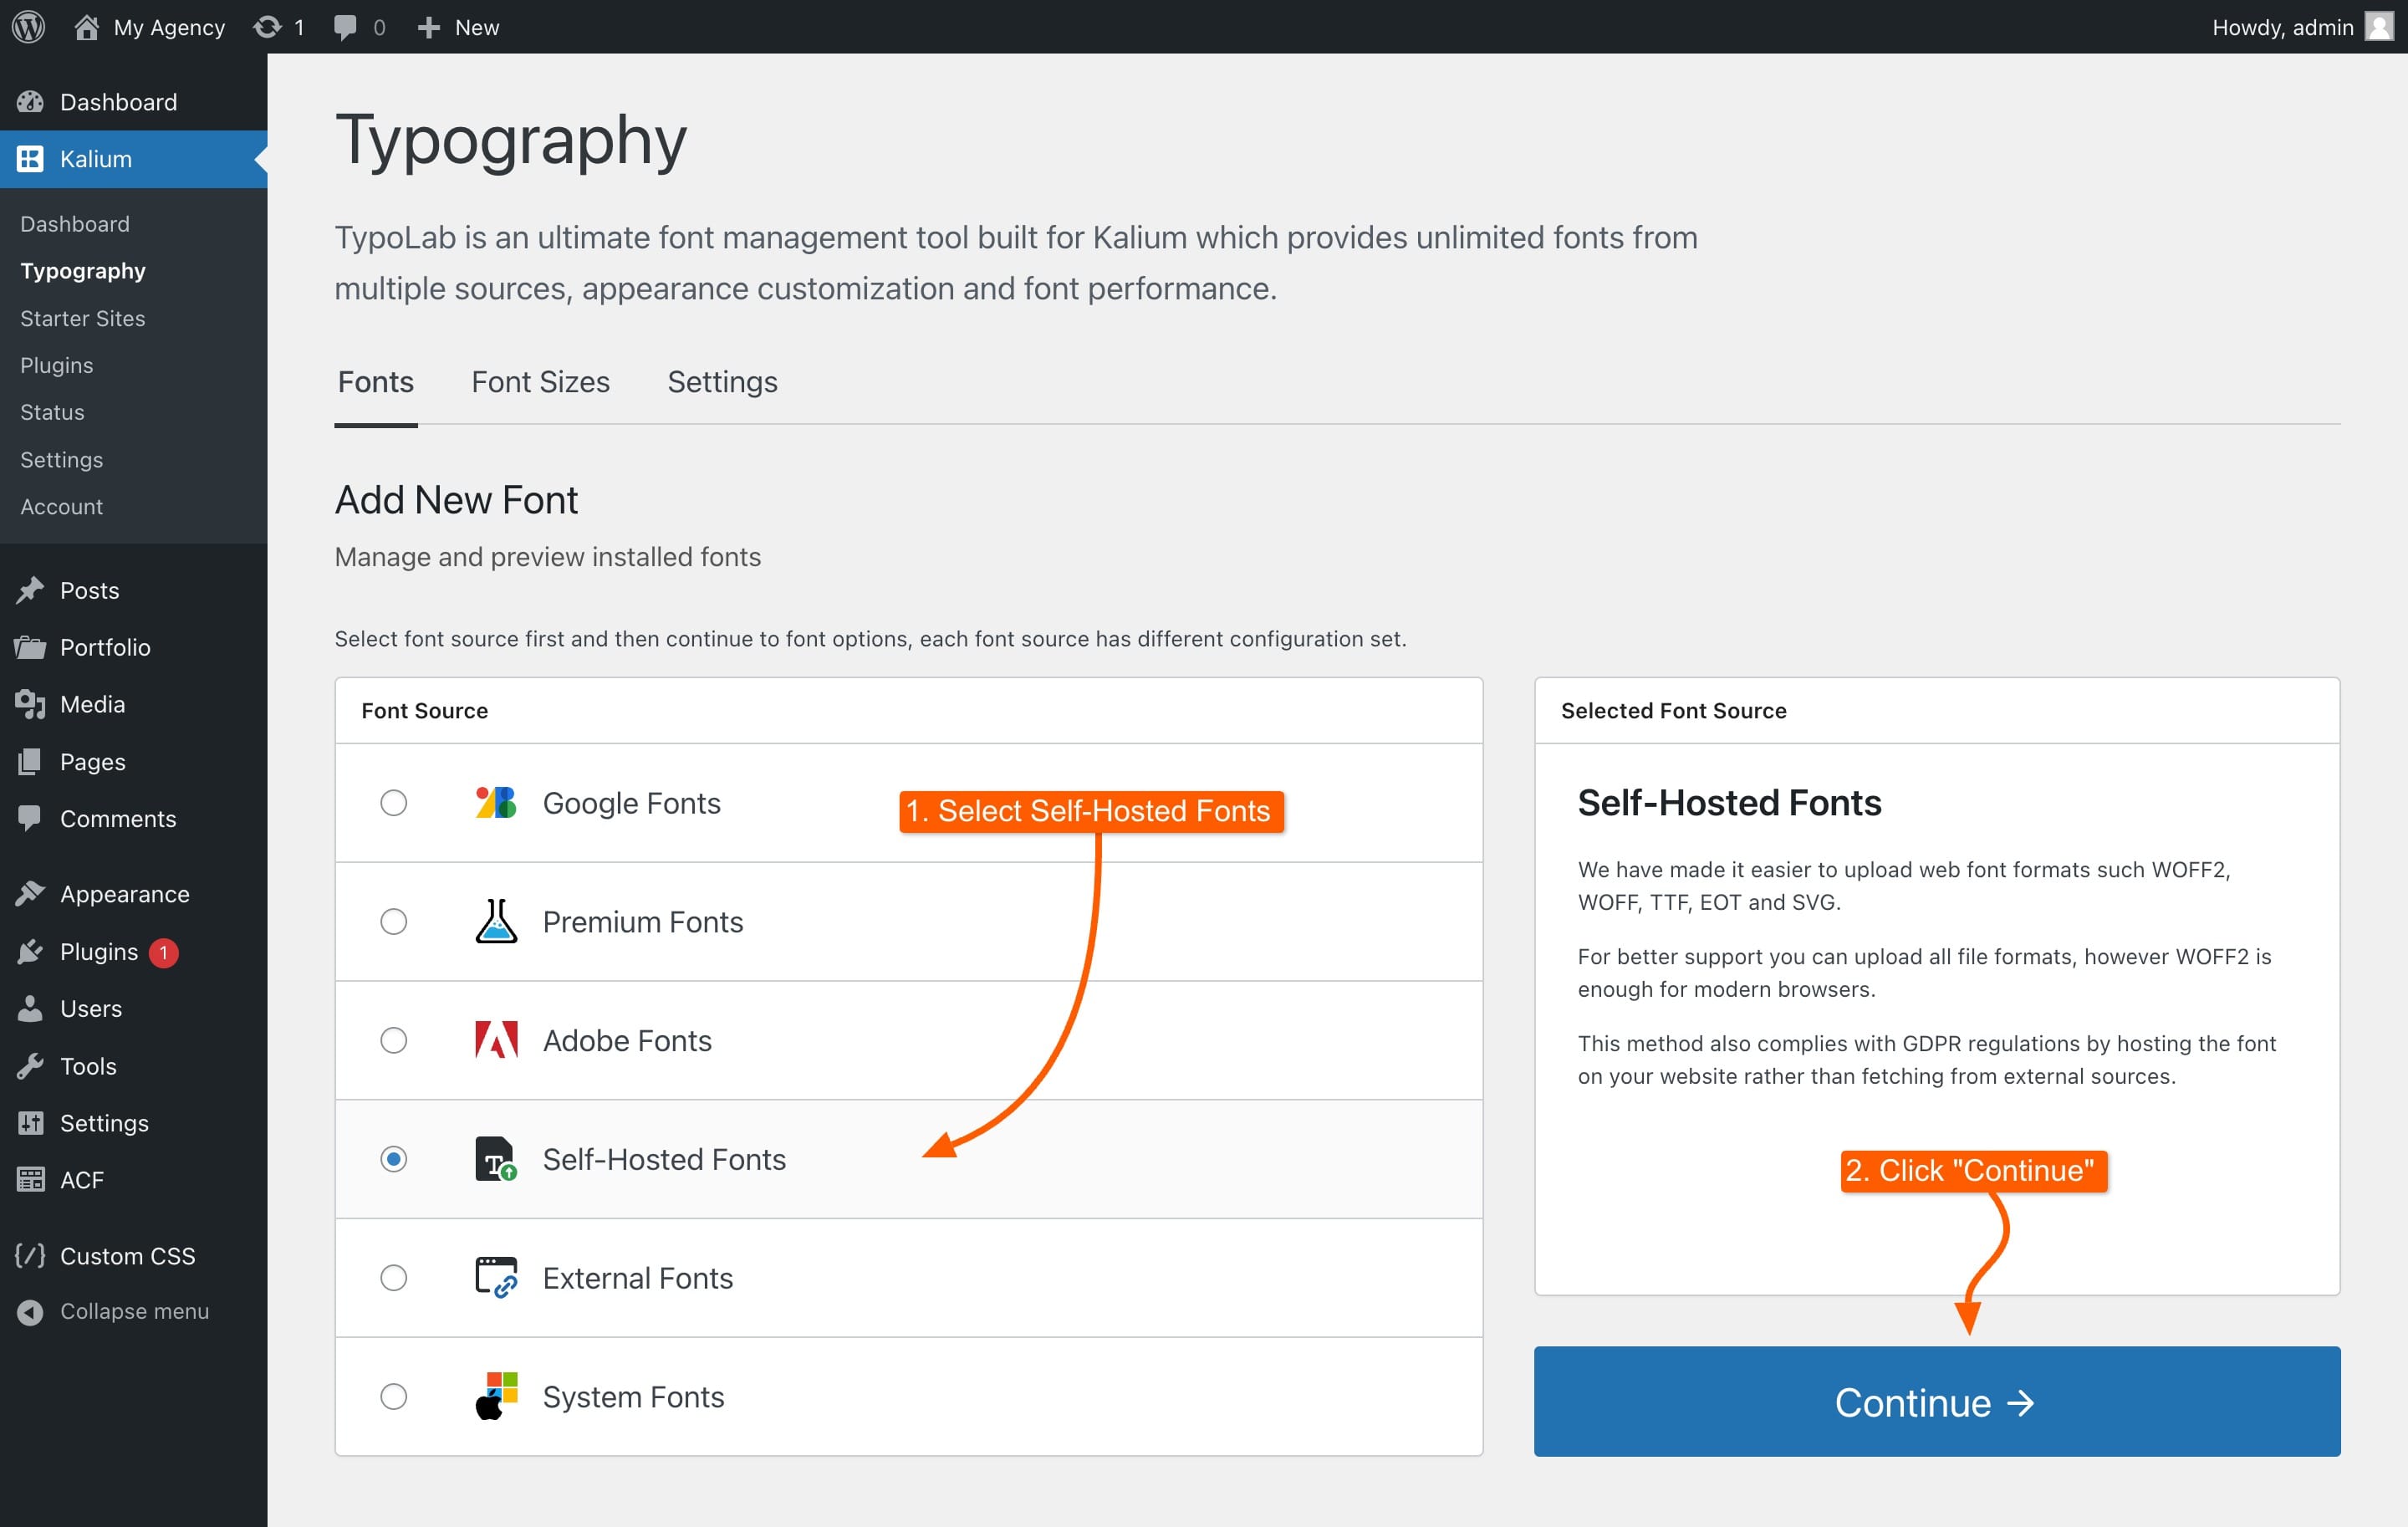 My Agency 1 0 New Howdy, admin
Dashboard
Kalium
Dashboard
Typography
Starter Sites
Plugins
Status
Settings
Account
Posts
Portfolio
Media
Pages
Comments
Appearance
Plugins 1
Users
Tools
Settings
ACF
Custom CSS
Collapse menu
Typography
TypoLab is an ultimate font management tool built for Kalium which provides unlimited fonts from
multiple sources, appearance customization and font performance.
Fonts Font Sizes Settings
Add New Font
Manage and preview installed fonts
Select font source first and then continue to font options, each font source has different configuration set.
Font Source
Google Fonts
1. Select Self-Hosted Fonts
Premium Fonts
Adobe Fonts
Self-Hosted Fonts
External Fonts
System Fonts
Selected Font Source
Self-Hosted Fonts
We have made it easier to upload web font formats such WOFF2,
WOFF, TTF, EOT and SVG.
For better support you can upload all file formats, however WOFF2 is
enough for modern browsers.
This method also complies with GDPR regulations by hosting the font
on your website rather than fetching from external sources.
2. Click "Continue"
Continue →